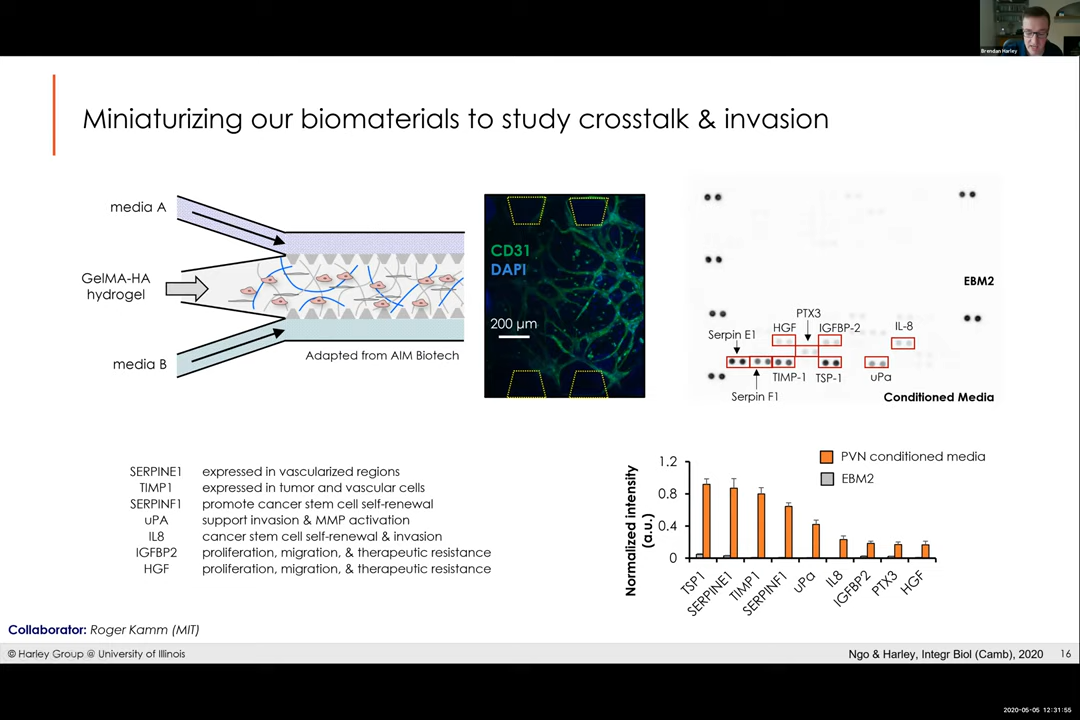 Brendan Harley
Miniaturizing our biomaterials to study crosstalk & invasion
media A
GelMA-HA
hydrogel
media B
Adapted from AIM Biotech
CD31
DAPI
200 μm
EBM2
PTX3
Serpin E1
HGF
IGFBP-2
IL-8
TIMP-1
TSP-1
uPa
Serpin F1
Conditioned Media
SERPINE1 expressed in vascularized regions
TIMP1 expressed in tumor and vascular cells
SERPINF1 promote cancer stem cell self-renewal
uPA support invasion & MMP activation
IL8 cancer stem cell self-renewal & invasion
IGFBP2 proliferation, migration, & therapeutic resistance
HGF proliferation, migration, & therapeutic resistance
PVN conditioned media
EBM2
Normalized intensity
(a.u.)
1.2
0.8
0.4
0
TSP1
SERPINE1
TIMP1
SERPINF1
uPa
IL8
IGFBP2
PTX3
HGF
Collaborator: Roger Kamm (MIT)
© Harley Group @ University of Illinois
Ngo & Harley, Integr Biol (Camb), 2020
16
2020-05-05 12:31:55